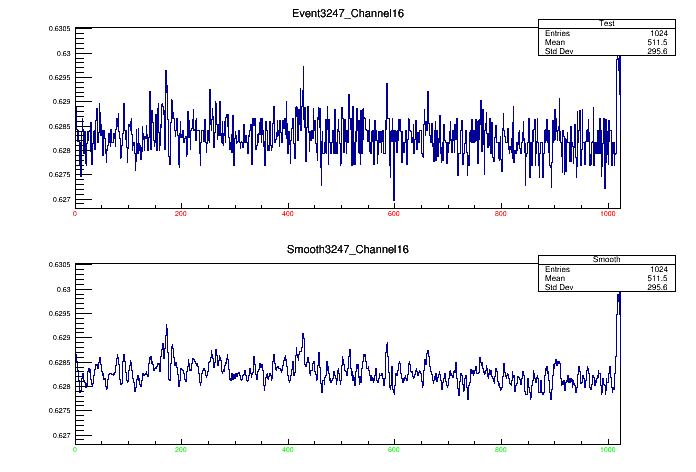 Event3247_Channel16
Test
Entries 1024
Mean 511.5
Std Dev 295.6
0.6305
0.63
0.6295
0.629
0.6285
0.628
0.6275
0.627
0 200 400 600 800 1000
Smooth3247_Channel16
Smooth
Entries 1024
Mean 511.5
Std Dev 295.6
0.6305
0.63
0.6295
0.629
0.6285
0.628
0.6275
0.627
0 200 400 600 800 1000